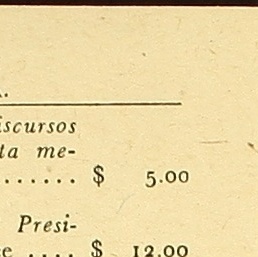 iscursos
ta me-
....... $ 5.00
Presi-
e .... $ 12.00